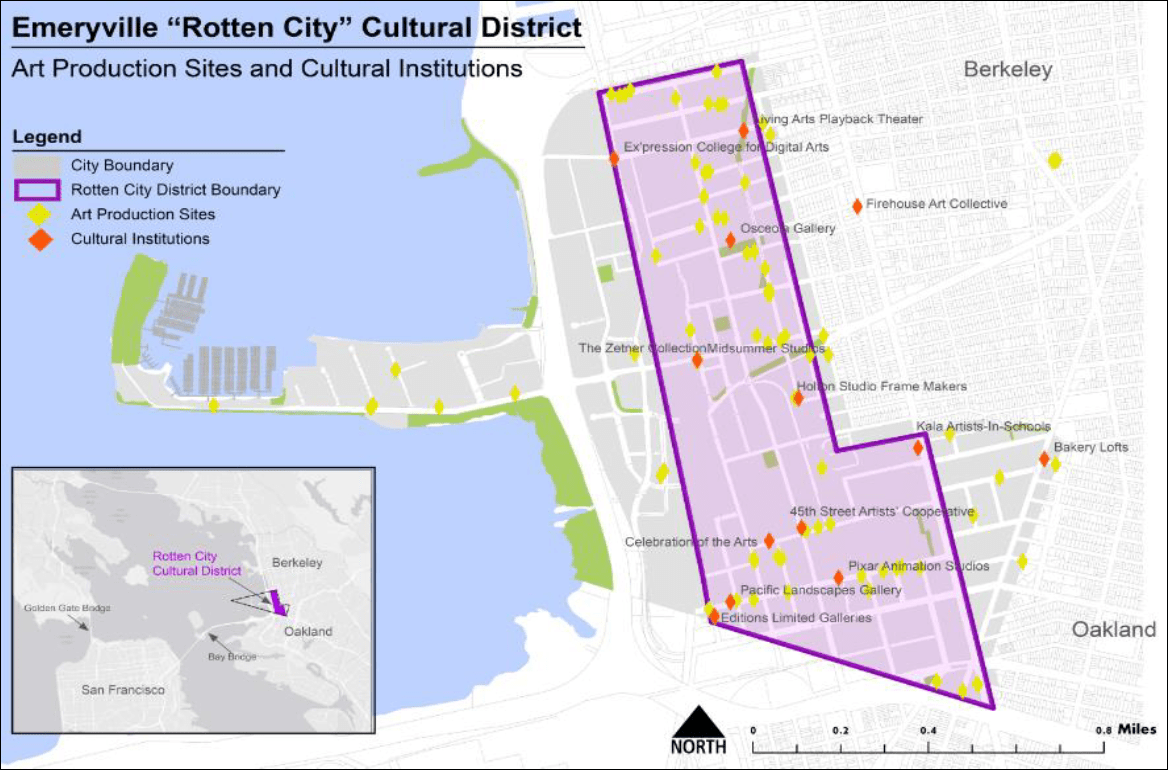 Emeryville “Rotten City” Cultural District
Art Production Sites and Cultural Institutions
Legend
City Boundary
Rotten City District Boundary
Art Production Sites
Cultural Institutions
Berkeley
Living Arts Playback Theater
Ex'pression College for Digital Arts
Firehouse Art Collective
Osceola Gallery
The Zetner Collection
Midsummer Studios
Holton Studio Frame Makers
Kala Artists-In-Schools
Bakery Lofts
45th Street Artists' Cooperative
Celebration of the Arts
Pixar Animation Studios
Pacific Landscapes Gallery
Editions Limited Galleries
Oakland
Rotten City
Cultural District
Berkeley
Golden Gate Bridge
Oakland
Bay Bridge
San Francisco
NORTH
0 0.2 0.4 0.8 Miles